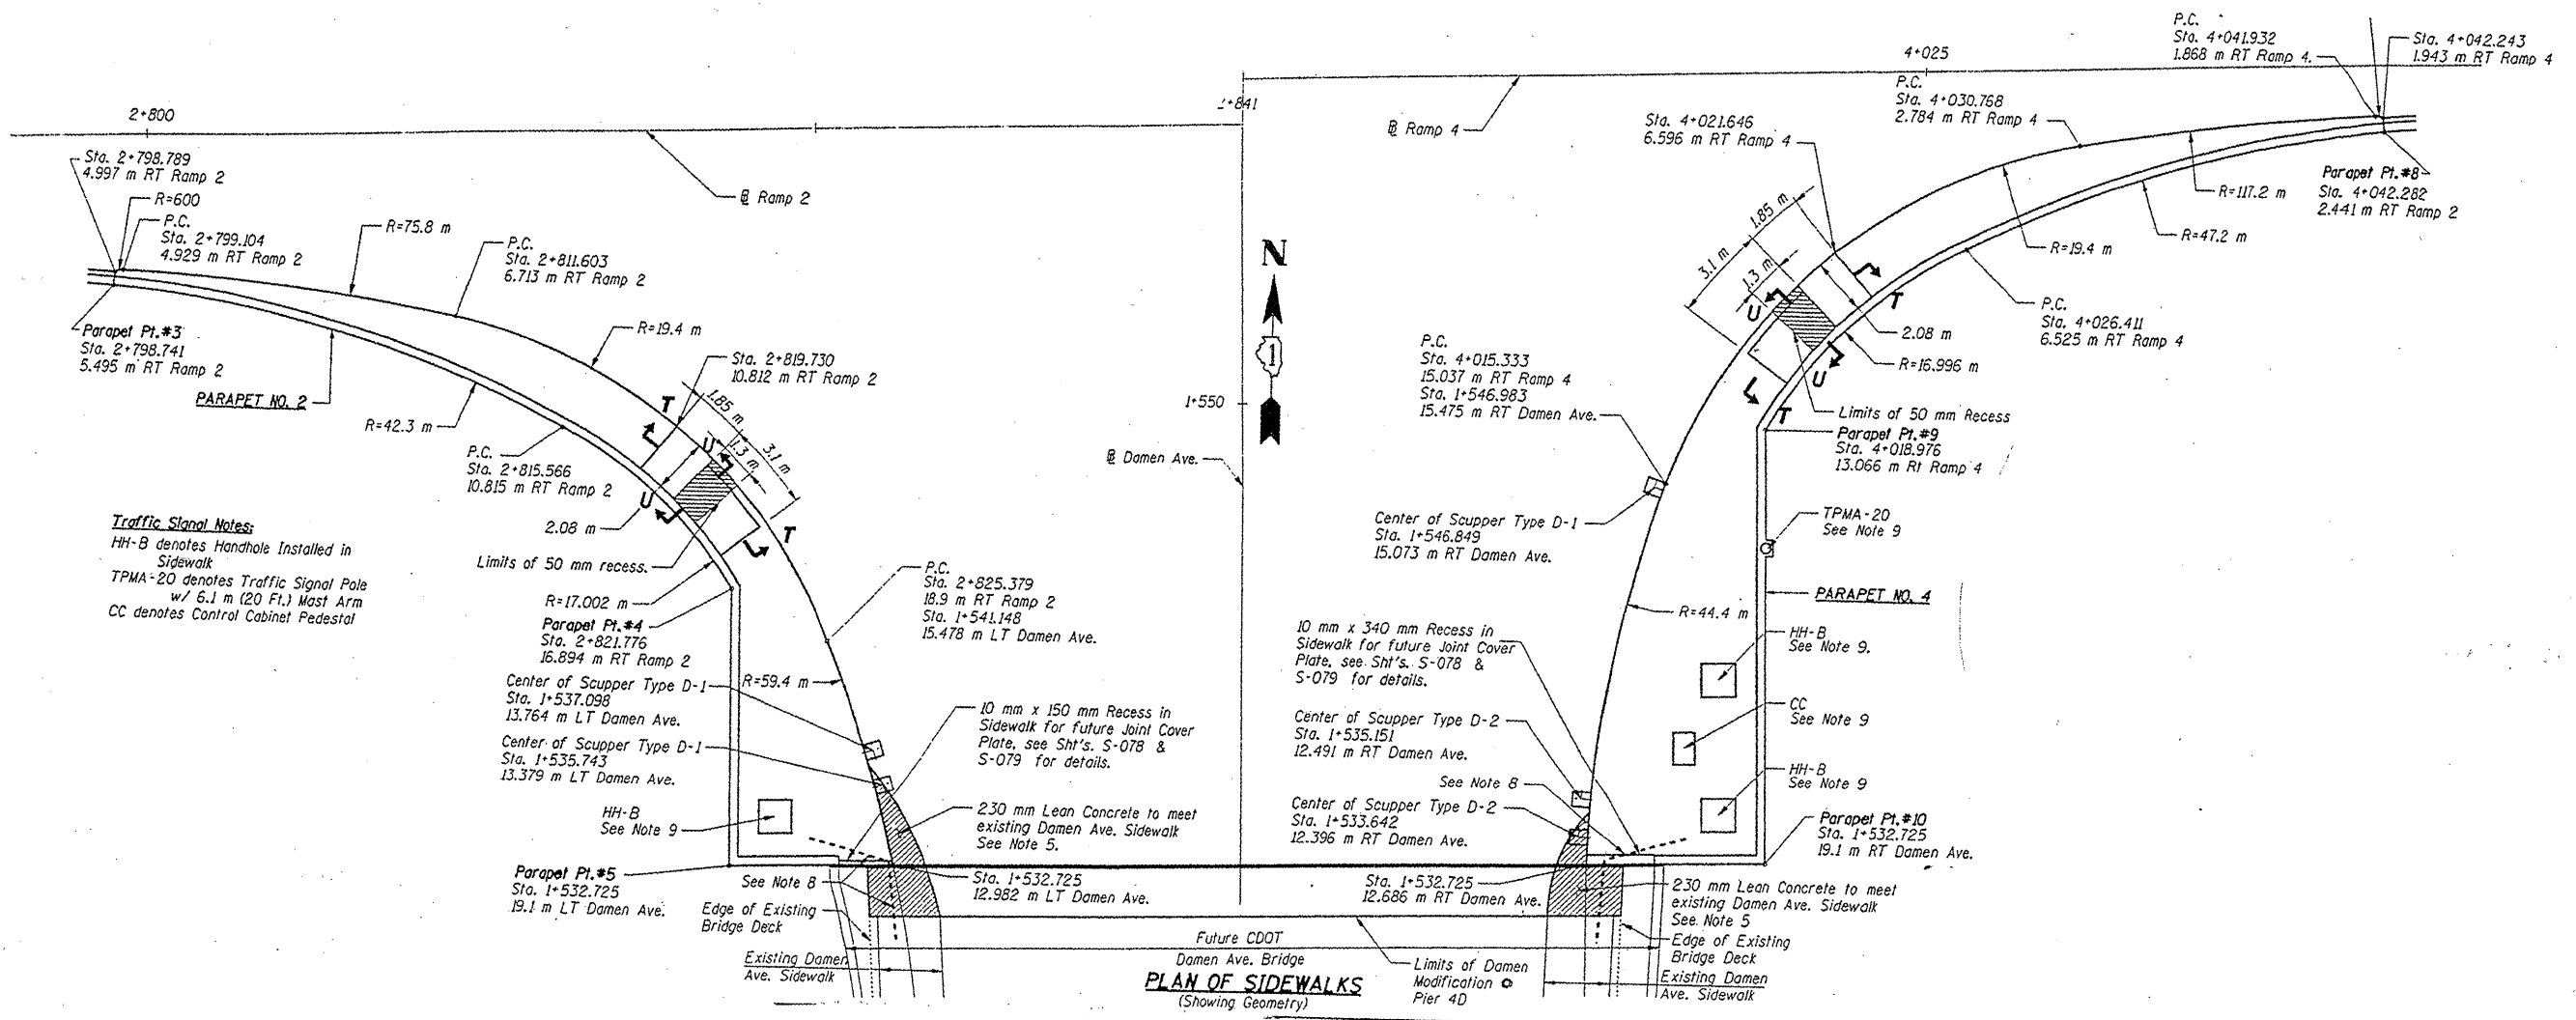 2+800
Sta. 2+798.789
4.997 m RT Ramp 2
R=600
P.C.
Sta. 2+799.104
4.929 m RT Ramp 2
R=75.8 m
P.C.
Sta. 2+811.603
6.713 m RT Ramp 2
℄ Ramp 2
R=19.4 m
Sta. 2+819.730
10.812 m RT Ramp 2
Parapet Pt.#3
Sta. 2+798.741
5.495 m RT Ramp 2
PARAPET NO. 2
R=42.3 m
P.C.
Sta. 2+815.566
10.815 m RT Ramp 2
T
1.85 m
U
1.3 m
3.1 m
U
2.08 m
T
Limits of 50 mm recess.
R=17.002 m
Parapet Pt.#4
Sta. 2+821.776
16.894 m RT Ramp 2
Traffic Signal Notes:
HH-B denotes Handhole Installed in
Sidewalk
TPMA-20 denotes Traffic Signal Pole
w/ 6.1 m (20 Ft.) Mast Arm
CC denotes Control Cabinet Pedestal
P.C.
Sta. 2+825.379
18.9 m RT Ramp 2
Sta. 1+541.148
15.478 m LT Damen Ave.
R=59.4 m
Center of Scupper Type D-1
Sta. 1+537.098
13.764 m LT Damen Ave.
Center of Scupper Type D-1
Sta. 1+535.743
13.379 m LT Damen Ave.
10 mm x 150 mm Recess in
Sidewalk for future Joint Cover
Plate, see Sht's. S-078 &
S-079 for details.
HH-B
See Note 9
230 mm Lean Concrete to meet
existing Damen Ave. Sidewalk
See Note 5.
Parapet Pt.#5
Sta. 1+532.725
19.1 m LT Damen Ave.
See Note 8
Sta. 1+532.725
12.982 m LT Damen Ave.
Edge of Existing
Bridge Deck
Existing Damen
Ave. Sidewalk
+841
N
1
1+550
℄ Damen Ave.
℄ Ramp 4
4+025
P.C.
Sta. 4+041.932
1.868 m RT Ramp 4.
Sta. 4+042.243
1.943 m RT Ramp 4
P.C.
Sta. 4+030.768
2.784 m RT Ramp 4
Sta. 4+021.646
6.596 m RT Ramp 4
Parapet Pt.#8
Sta. 4+042.282
2.441 m RT Ramp 2
R=117.2 m
R=47.2 m
R=19.4 m
1.85 m
3.1 m
1.3 m
U
T
P.C.
Sta. 4+026.411
6.525 m RT Ramp 4
2.08 m
R=16.996 m
U
T
Limits of 50 mm Recess
Parapet Pt.#9
Sta. 4+018.976
13.066 m Rt Ramp 4
P.C.
Sta. 4+015.333
15.037 m RT Ramp 4
Sta. 1+546.983
15.475 m RT Damen Ave.
Center of Scupper Type D-1
Sta. 1+546.849
15.073 m RT Damen Ave.
TPMA-20
See Note 9
PARAPET NO. 4
R=44.4 m
10 mm x 340 mm Recess in
Sidewalk for future Joint Cover
Plate, see Sht's. S-078 &
S-079 for details.
HH-B
See Note 9.
CC
See Note 9
HH-B
See Note 9
Center of Scupper Type D-2
Sta. 1+535.151
12.491 m RT Damen Ave.
See Note 8
Center of Scupper Type D-2
Sta. 1+533.642
12.396 m RT Damen Ave.
Parapet Pt.#10
Sta. 1+532.725
19.1 m RT Damen Ave.
Sta. 1+532.725
12.686 m RT Damen Ave.
230 mm Lean Concrete to meet
existing Damen Ave. Sidewalk
See Note 5
Edge of Existing
Bridge Deck
Existing Damen
Ave. Sidewalk
Future CDOT
Damen Ave. Bridge
Limits of Damen
Modification @
Pier 4D
PLAN OF SIDEWALKS
(Showing Geometry)